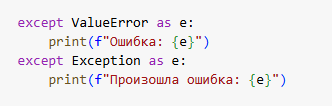 except ValueError as e:
    print(f"Ошибка: {e}")
except Exception as e:
    print(f"Произошла ошибка: {e}")